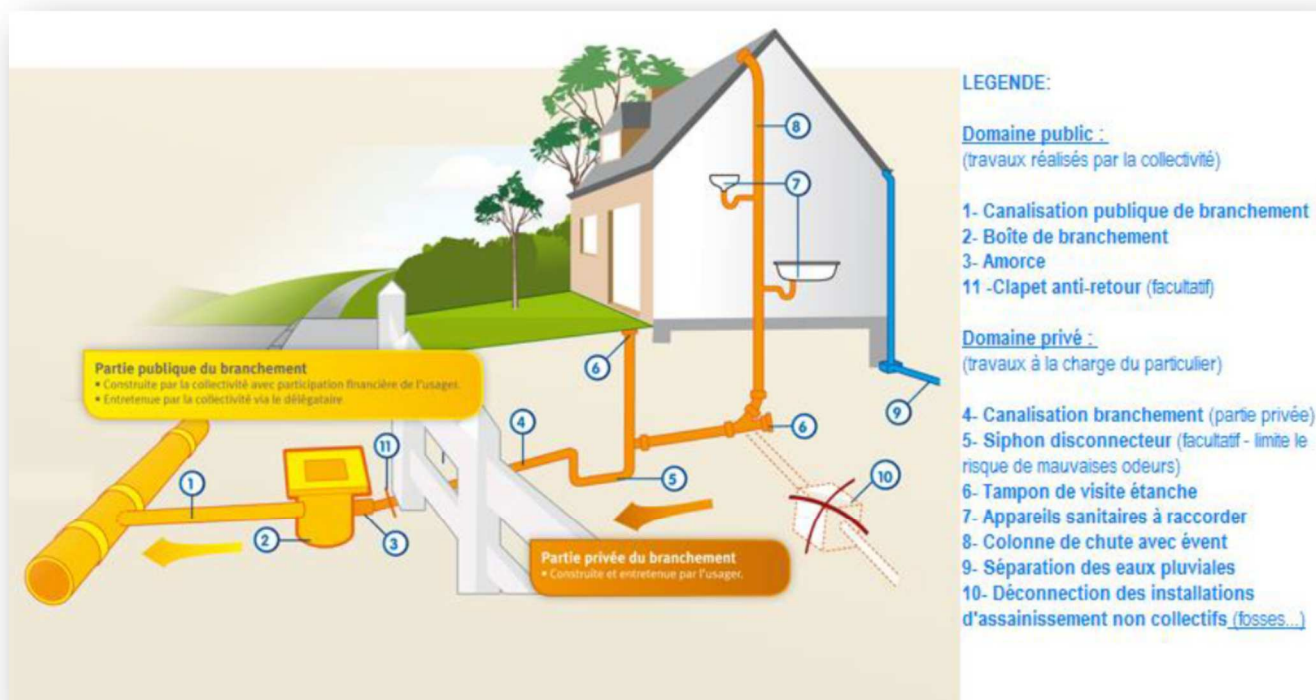 LEGENDE:
Domaine public :
(travaux réalisés par la collectivité)
1- Canalisation publique de branchement
2- Boîte de branchement
3- Amorce
11 -Clapet anti-retour (facultatif)
Domaine privé :
(travaux à la charge du particulier)
4- Canalisation branchement (partie privée)
5- Siphon disconnecteur (facultatif - limite le
risque de mauvaises odeurs)
6- Tampon de visite étanche
7- Appareils sanitaires à raccorder
8- Colonne de chute avec évent
9- Séparation des eaux pluviales
10- Déconnection des installations
d'assainissement non collectifs (fosses...)
8
7
6
9
Partie publique du branchement
▪ Construite par la collectivité avec participation financière de l'usager.
▪ Entretenue par la collectivité via le délégataire
4
6
11
10
1
5
2
3
Partie privée du branchement
▪ Construite et entretenue par l'usager.